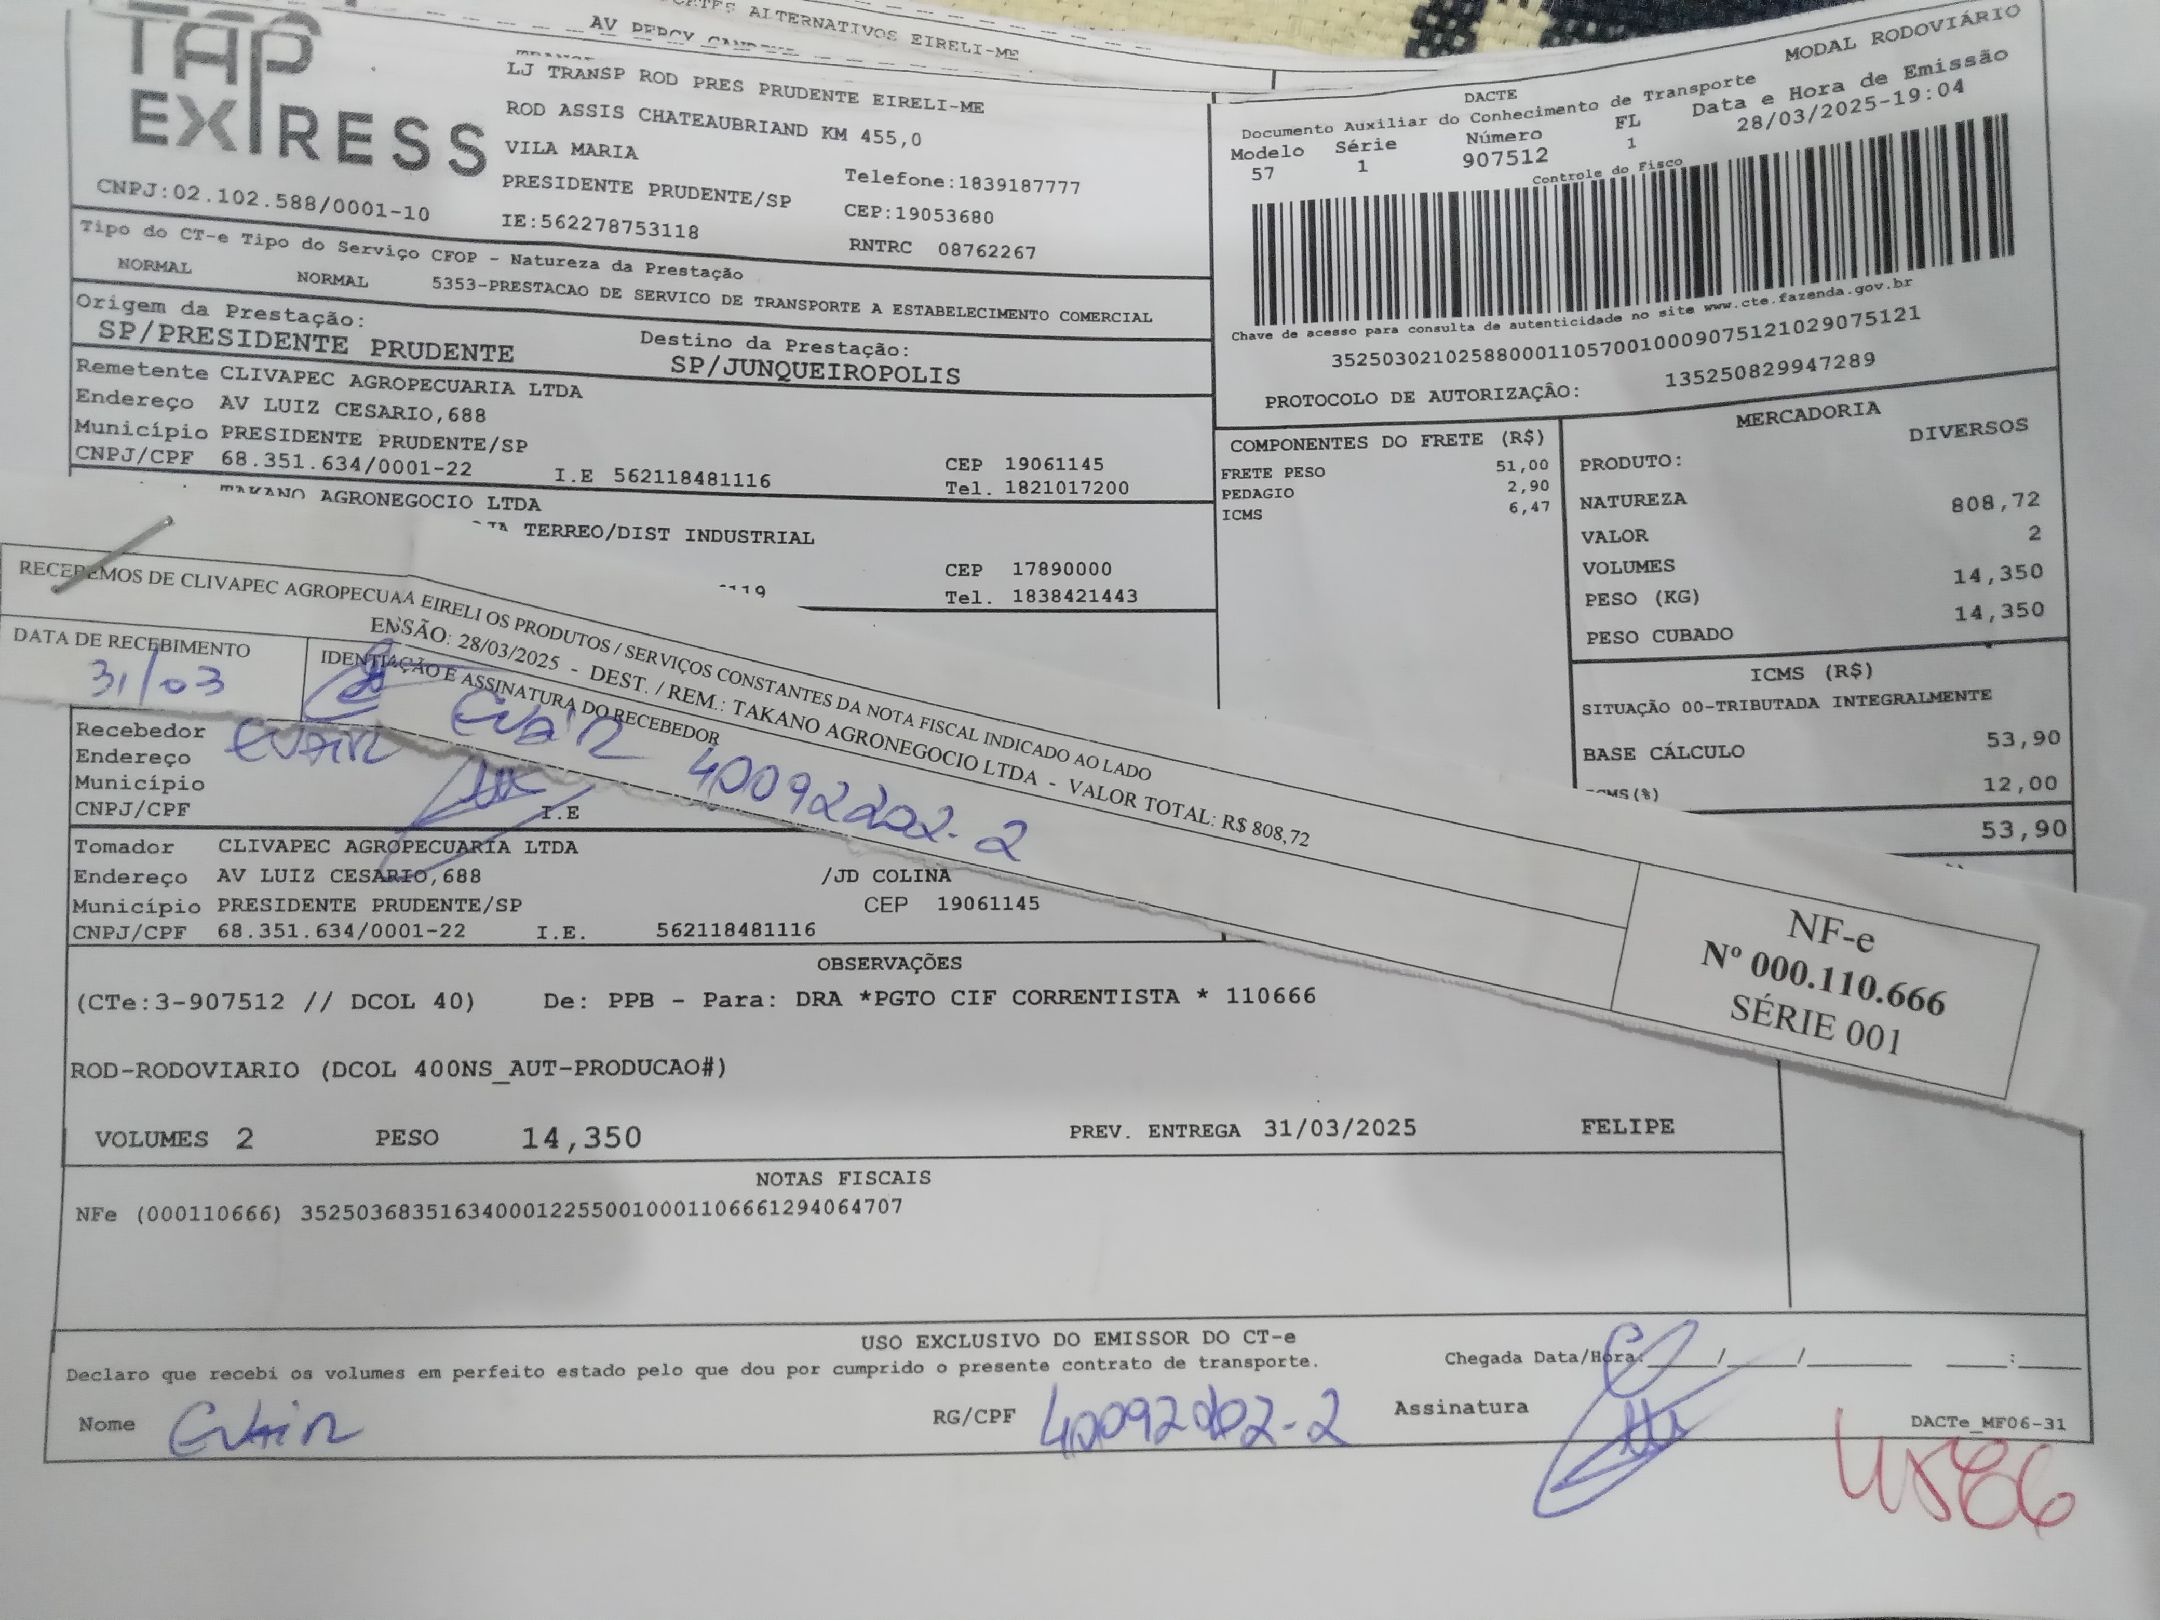 ALTERNATIVOS EIRELI-ME
AV PERCY
TAP EXPRESS
LJ TRANSP ROD PRES PRUDENTE EIRELI-ME
ROD ASSIS CHATEAUBRIAND KM 455,0
VILA MARIA
PRESIDENTE PRUDENTE/SP
Telefone:1839187777
CNPJ:02.102.588/0001-10
IE:562278753118
CEP:19053680
RNTRC 08762267
DACTE
MODAL RODOVIÁRIO
Documento Auxiliar do Conhecimento de Transporte
Modelo Série Número FL Data e Hora de Emissão
57 1 907512 1 28/03/2025-19:04
Controle do Fisco
Chave de acesso para consulta de autenticidade no site www.cte.fazenda.gov.br
35250302102588000110570010009075121029075121
PROTOCOLO DE AUTORIZAÇÃO: 135250829947289
Tipo do CT-e Tipo do Serviço CFOP - Natureza da Prestação
NORMAL NORMAL 5353-PRESTACAO DE SERVICO DE TRANSPORTE A ESTABELECIMENTO COMERCIAL
Origem da Prestação: Destino da Prestação:
SP/PRESIDENTE PRUDENTE SP/JUNQUEIROPOLIS
Remetente CLIVAPEC AGROPECUARIA LTDA
Endereço AV LUIZ CESARIO,688
Município PRESIDENTE PRUDENTE/SP CEP 19061145
CNPJ/CPF 68.351.634/0001-22 I.E 562118481116 Tel. 1821017200
TAKANO AGRONEGOCIO LTDA
TERREO/DIST INDUSTRIAL
CEP 17890000
Tel. 1838421443
COMPONENTES DO FRETE (R$)
FRETE PESO 51,00
PEDAGIO 2,90
ICMS 6,47
MERCADORIA
PRODUTO: DIVERSOS
NATUREZA
VALOR 808,72
VOLUMES 2
PESO (KG) 14,350
PESO CUBADO 14,350
ICMS (R$)
SITUAÇÃO 00-TRIBUTADA INTEGRALMENTE
BASE CÁLCULO 53,90
12,00
53,90
RECEBEMOS DE CLIVAPEC AGROPECUAA EIRELI OS PRODUTOS / SERVIÇOS CONSTANTES DA NOTA FISCAL INDICADO AO LADO
ENSÃO: 28/03/2025 - DEST. / REM.: TAKANO AGRONEGOCIO LTDA - VALOR TOTAL: R$ 808,72
DATA DE RECEBIMENTO
31/03
IDENTIAÇÃO E ASSINATURA DO RECEBEDOR
Evair 40092202-2
NF-e
Nº 000.110.666
SÉRIE 001
Recebedor
Evair
Endereço
Município
CNPJ/CPF I.E
Tomador CLIVAPEC AGROPECUARIA LTDA
Endereço AV LUIZ CESARIO,688 /JD COLINA
Município PRESIDENTE PRUDENTE/SP CEP 19061145
CNPJ/CPF 68.351.634/0001-22 I.E. 562118481116
OBSERVAÇÕES
(CTe:3-907512 // DCOL 40) De: PPB - Para: DRA *PGTO CIF CORRENTISTA * 110666
ROD-RODOVIARIO (DCOL 400NS_AUT-PRODUCAO#)
VOLUMES 2 PESO 14,350 PREV. ENTREGA 31/03/2025 FELIPE
NOTAS FISCAIS
NFe (000110666) 35250368351634000122550010001106661294064707
USO EXCLUSIVO DO EMISSOR DO CT-e
Declaro que recebi os volumes em perfeito estado pelo que dou por cumprido o presente contrato de transporte.
Chegada Data/Hora:____/____/______ ____:____
Nome Evair RG/CPF 40092202-2 Assinatura
DACTe_MF06-31